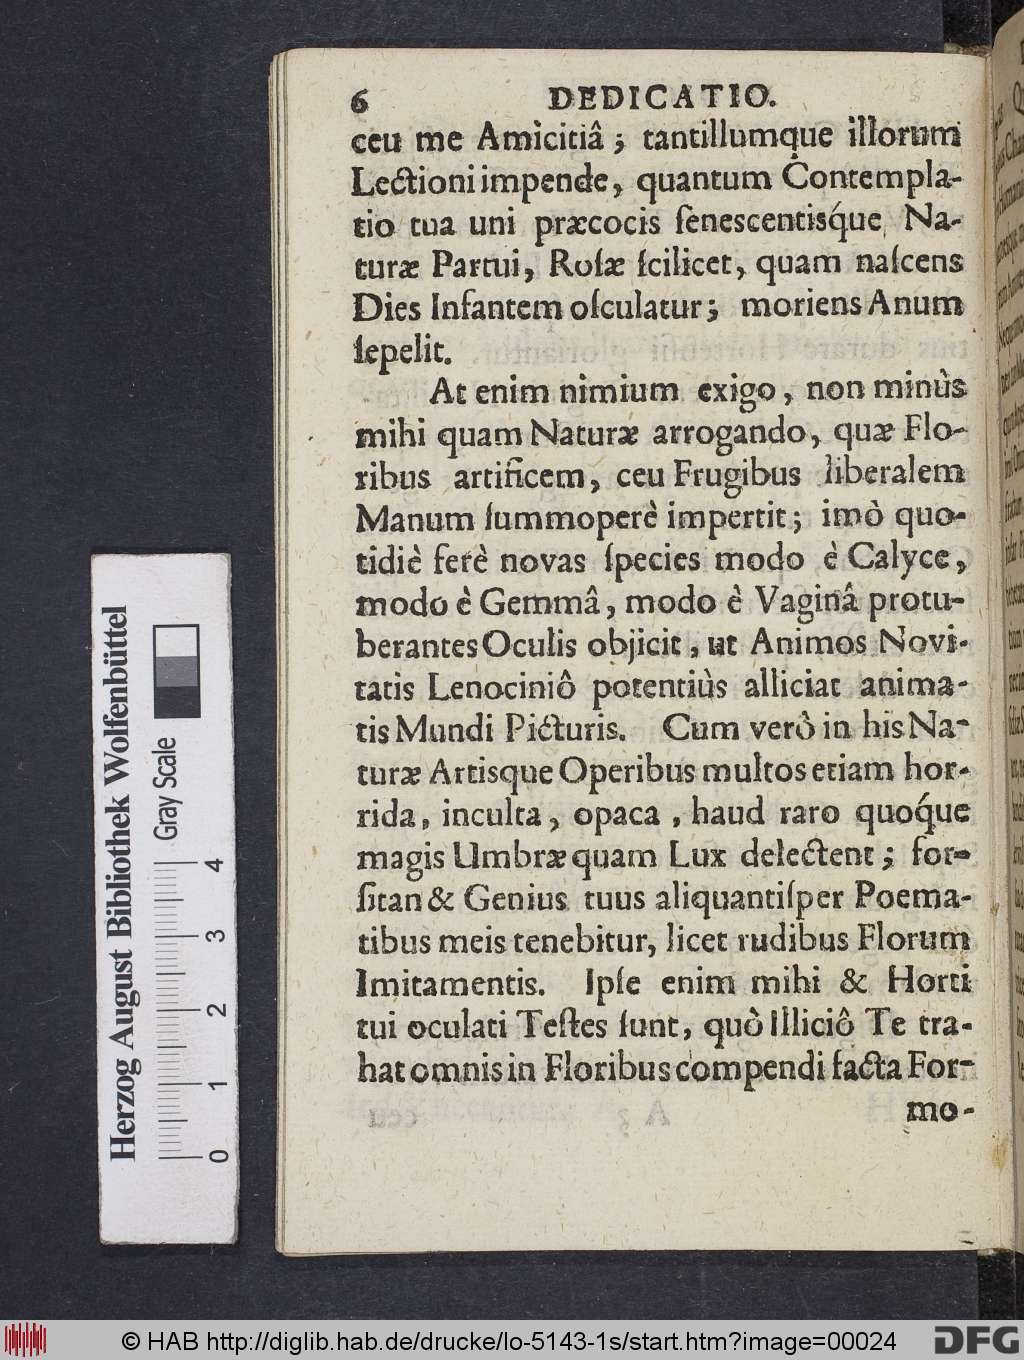 6 DEDICATIO.
ceu me Amicitiâ; tantillumque illorum
Lectioni impende, quantum Contempla-
tio tua uni præcocis ſenescentisq́ue Na-
turæ Partui, Roſæ ſcilicet, quam naſcens
Dies Infantem oſculatur; moriens Anum
ſepelit.
At enim nimium exigo, non minùs
mihi quam Naturæ arrogando, quæ Flo-
ribus artificem, ceu Frugibus liberalem
Manum ſummoperè impertit; imò quo-
tidiè ferè novas ſpecies modo è Calyce,
modo è Gemmâ, modo è Vaginâ protu-
berantes Oculis objicit, ut Animos Novi-
tatis Lenociniô potentiùs alliciat anima-
tis Mundi Picturis. Cum verò in his Na-
turæ Artisque Operibus multos etiam hor-
rida, inculta, opaca, haud raro quoq́ue
magis Umbræ quam Lux delectent; for-
ſitan & Genius tuus aliquantiſper Poema-
tibus meis tenebitur, licet rudibus Florum
Imitamentis. Ipſe enim mihi & Horti
tui oculati Teſtes ſunt, quò Illiciô Te tra-
hat omnis in Floribus compendifacta For-
mo-
Herzog August Bibliothek Wolfenbüttel
Gray Scale
0 1 2 3 4
© HAB http://diglib.hab.de/drucke/lo-5143-1s/start.htm?image=00024
DFG